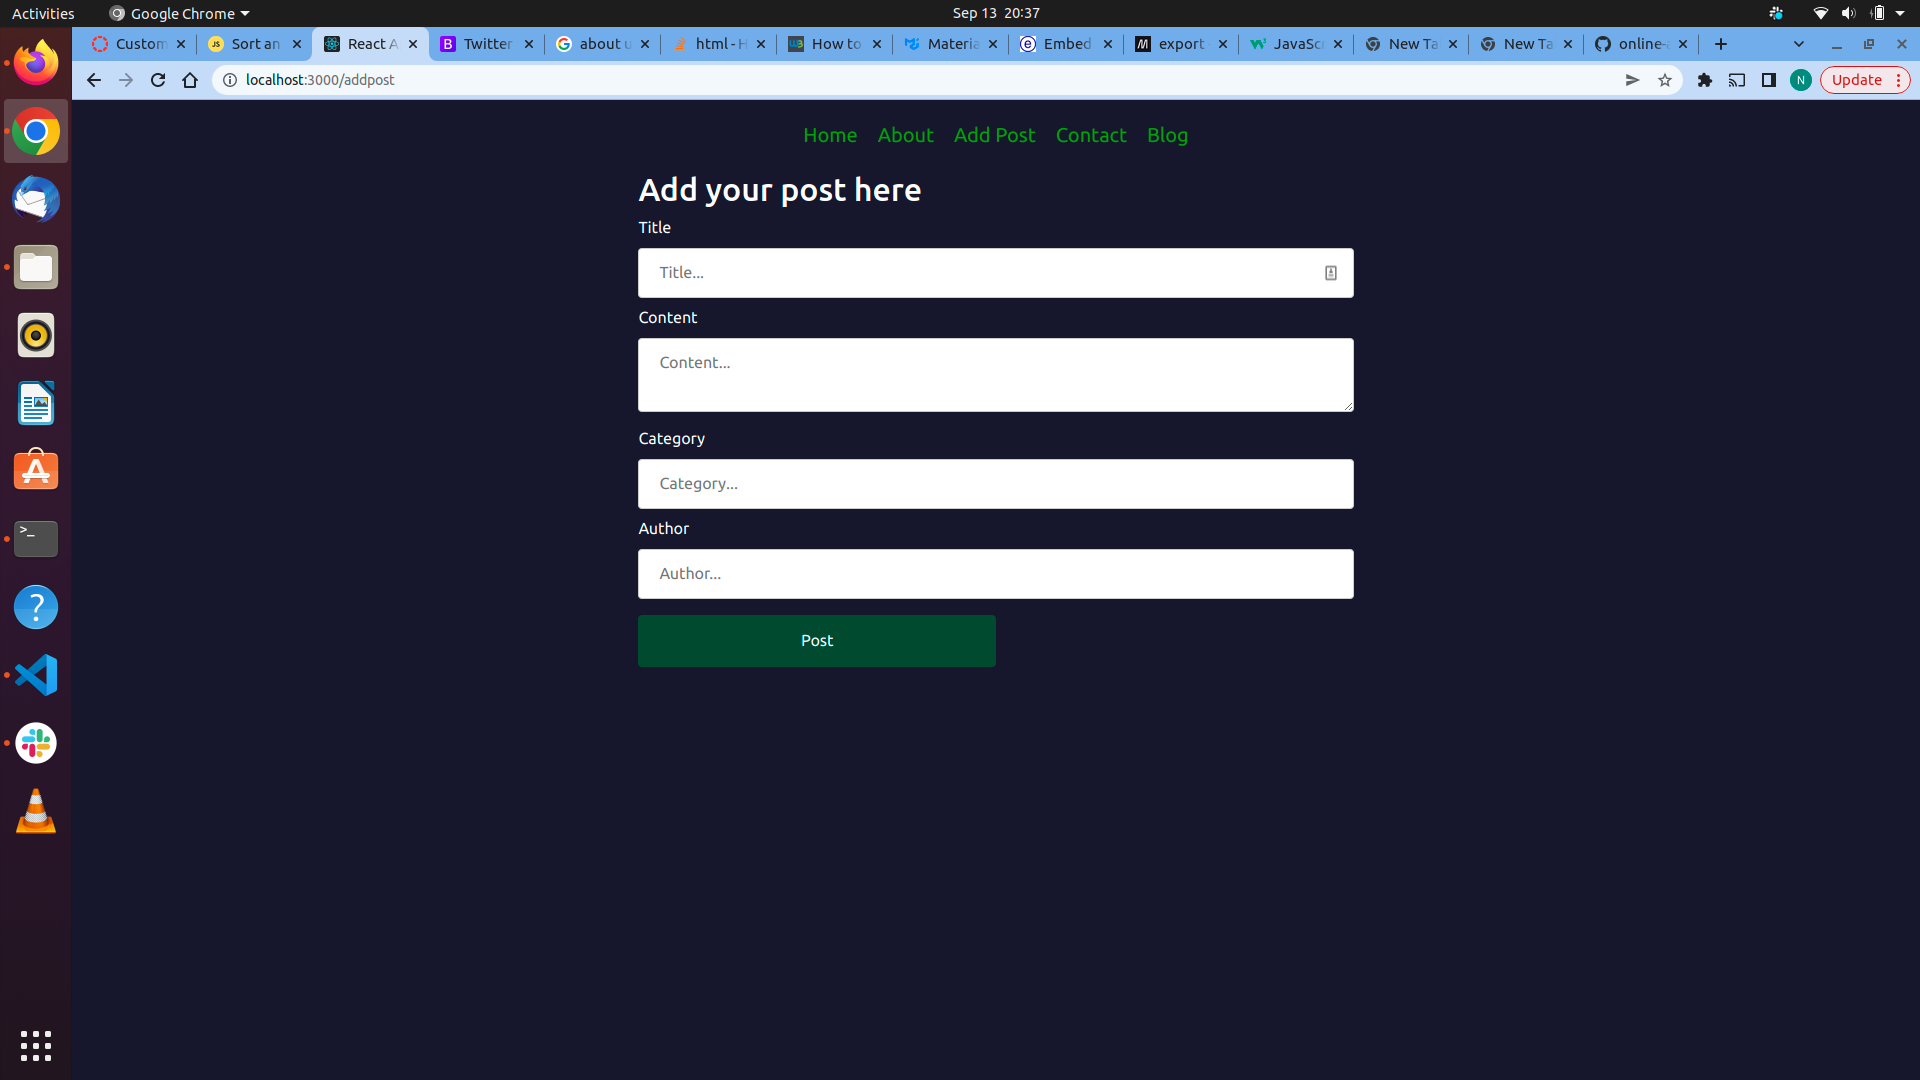 Activities Google Chrome Sep 13 20:37
Custom Sort an React A Twitter about u html - H How to Materia Embed export JavaScr New Ta New Ta online-
localhost:3000/addpost N Update
Home About Add Post Contact Blog
Add your post here
Title
Title...
Content
Content...
Category
Category...
Author
Author...
Post